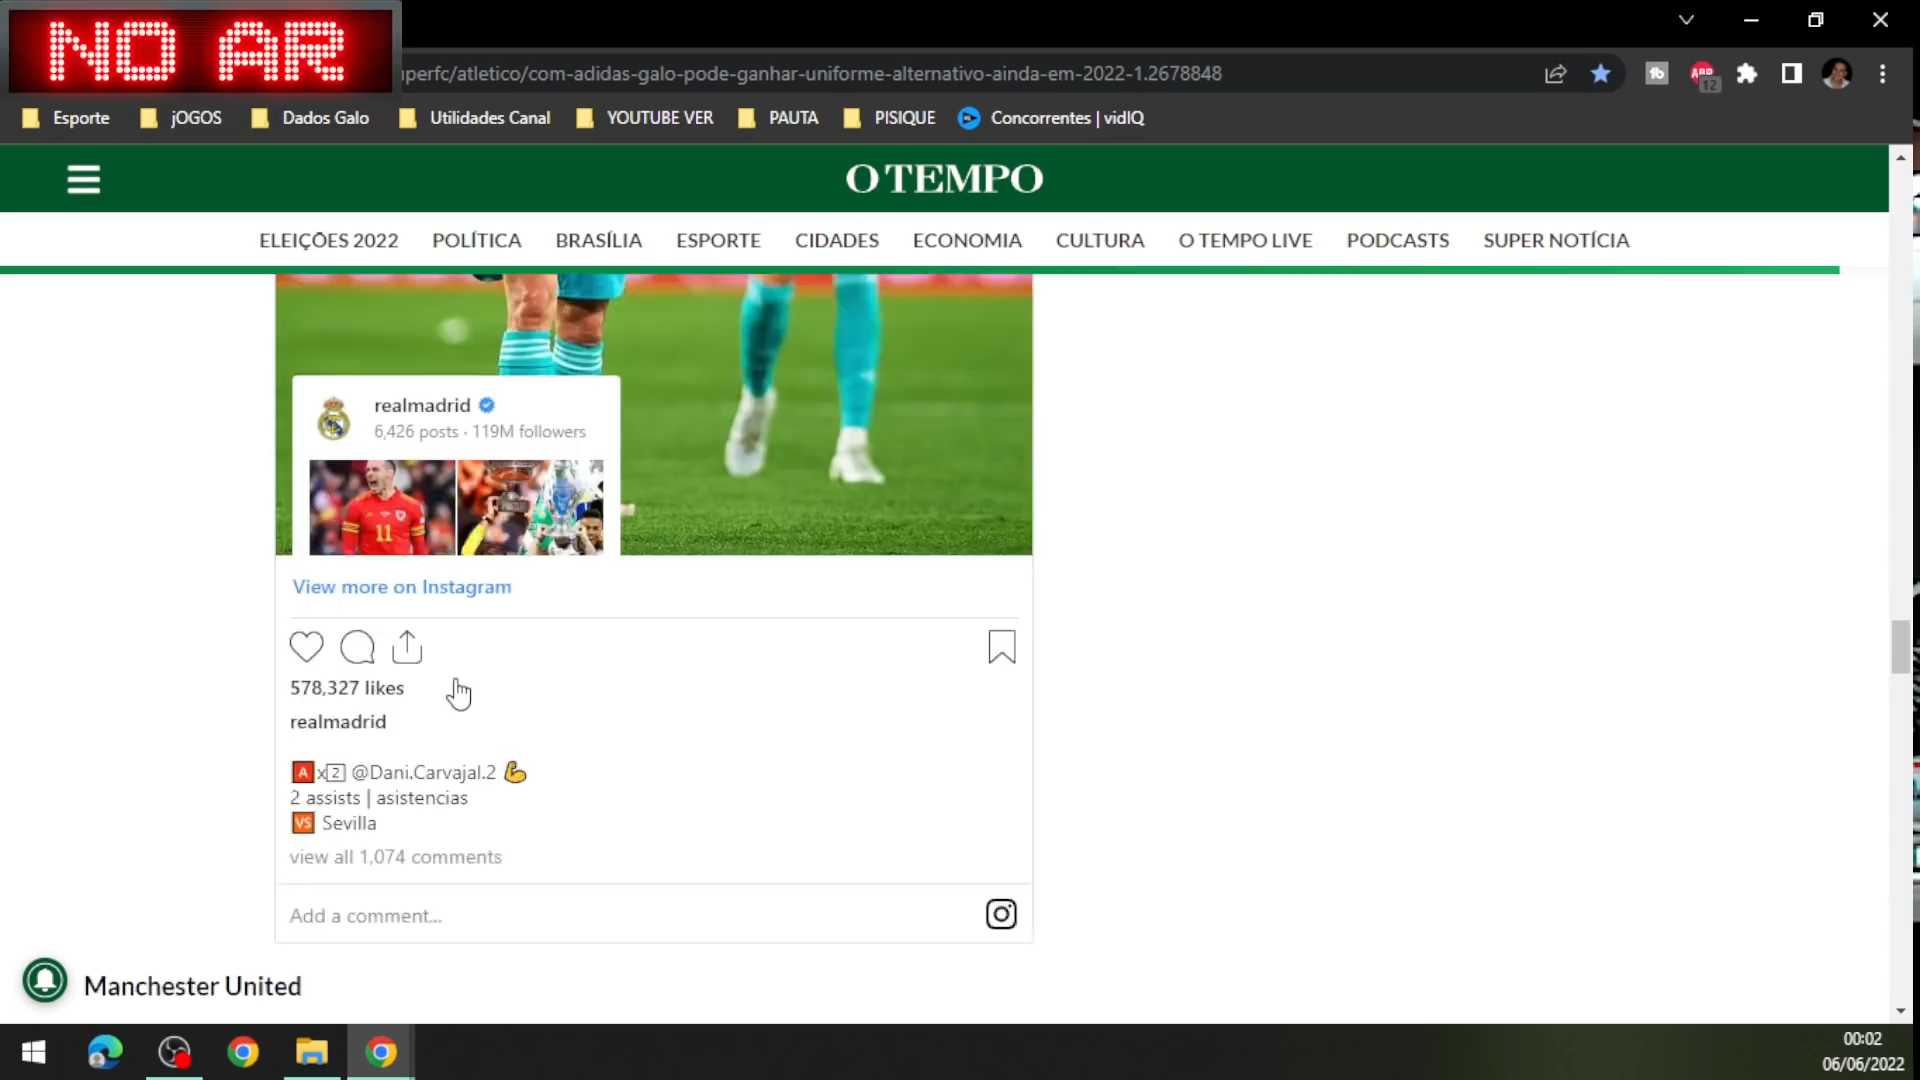 NO AR
perfc/atletico/com-adidas-galo-pode-ganhar-uniforme-alternativo-ainda-em-2022-1.2678848
ABP
12
Esporte
jOGOS
Dados Galo
Utilidades Canal
YOUTUBE VER
PAUTA
PISIQUE
Concorrentes | vidIQ
O TEMPO
ELEIÇÕES 2022
POLÍTICA
BRASÍLIA
ESPORTE
CIDADES
ECONOMIA
CULTURA
O TEMPO LIVE
PODCASTS
SUPER NOTÍCIA
realmadrid
6,426 posts · 119M followers
11
View more on Instagram
578,327 likes
realmadrid
🅰️x2️⃣ @Dani.Carvajal.2 💪
2 assists | asistencias
🆚 Sevilla
view all 1,074 comments
Add a comment...
Manchester United
00:02
06/06/2022